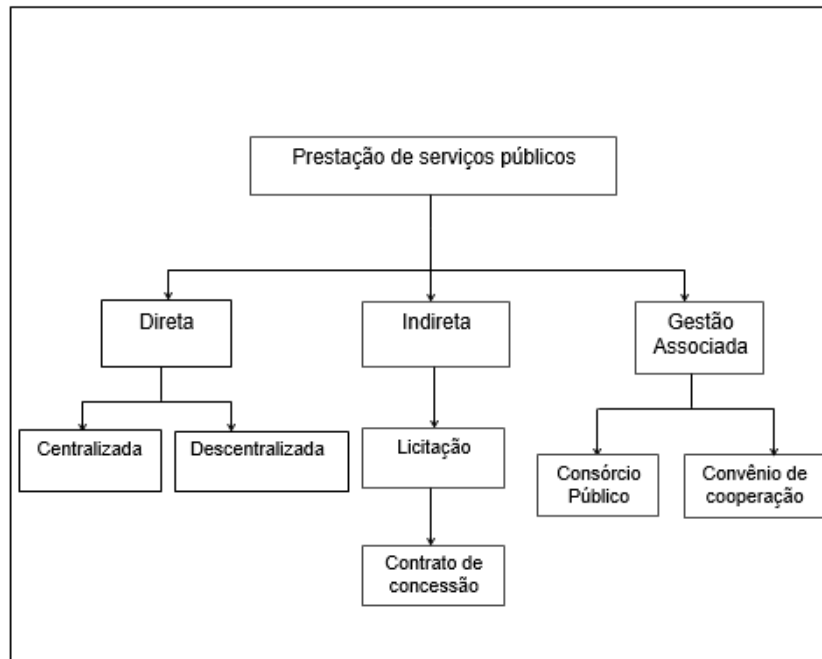 Prestação de serviços públicos
Direta
Indireta
Gestão
Associada
Centralizada
Descentralizada
Licitação
Consórcio
Público
Convênio de
cooperação
Contrato de
concessão